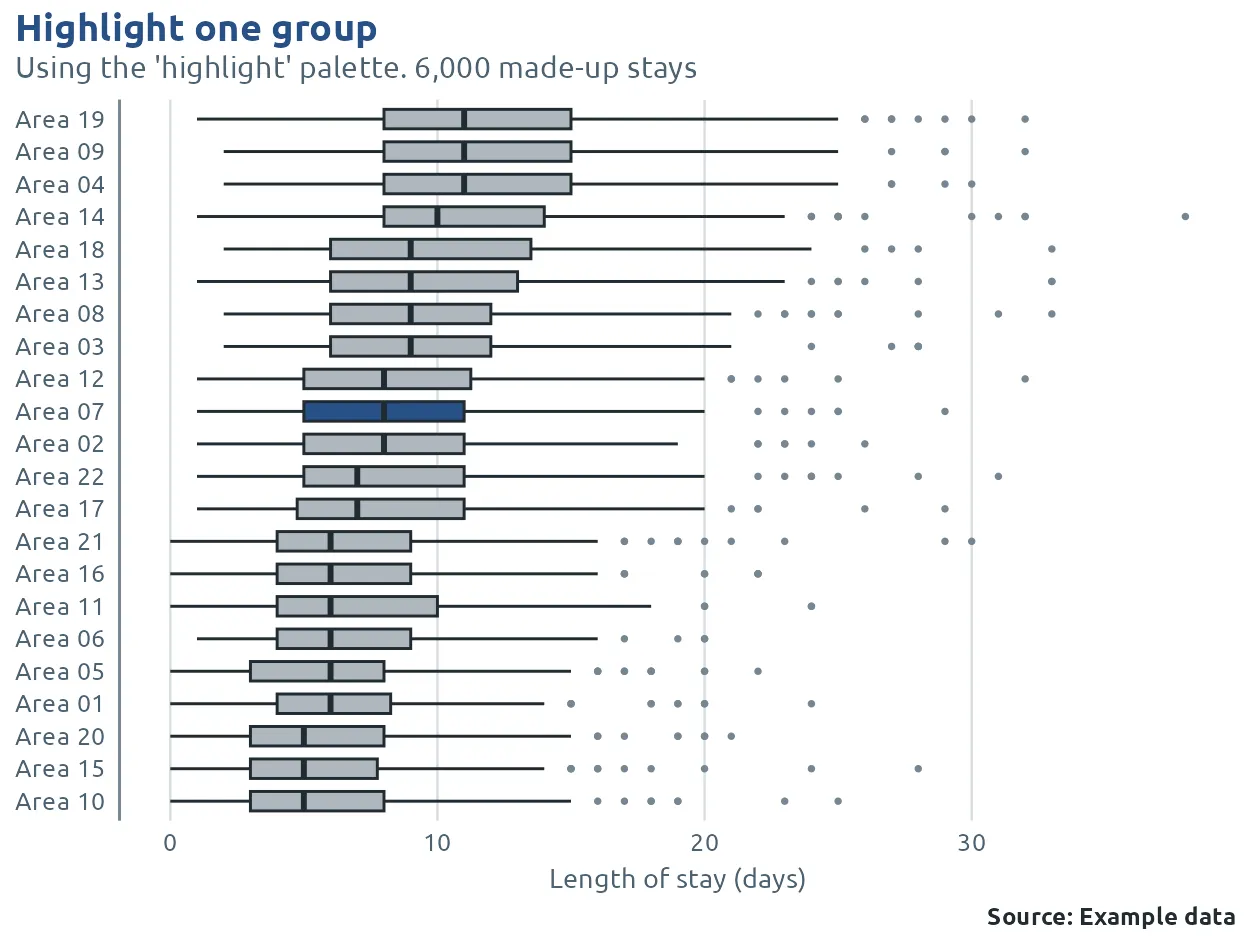 Highlight one group
Using the 'highlight' palette. 6,000 made-up stays
Area 19
Area 09
Area 04
Area 14
Area 18
Area 13
Area 08
Area 03
Area 12
Area 07
Area 02
Area 22
Area 17
Area 21
Area 16
Area 11
Area 06
Area 05
Area 01
Area 20
Area 15
Area 10
0 10 20 30
Length of stay (days)
Source: Example data